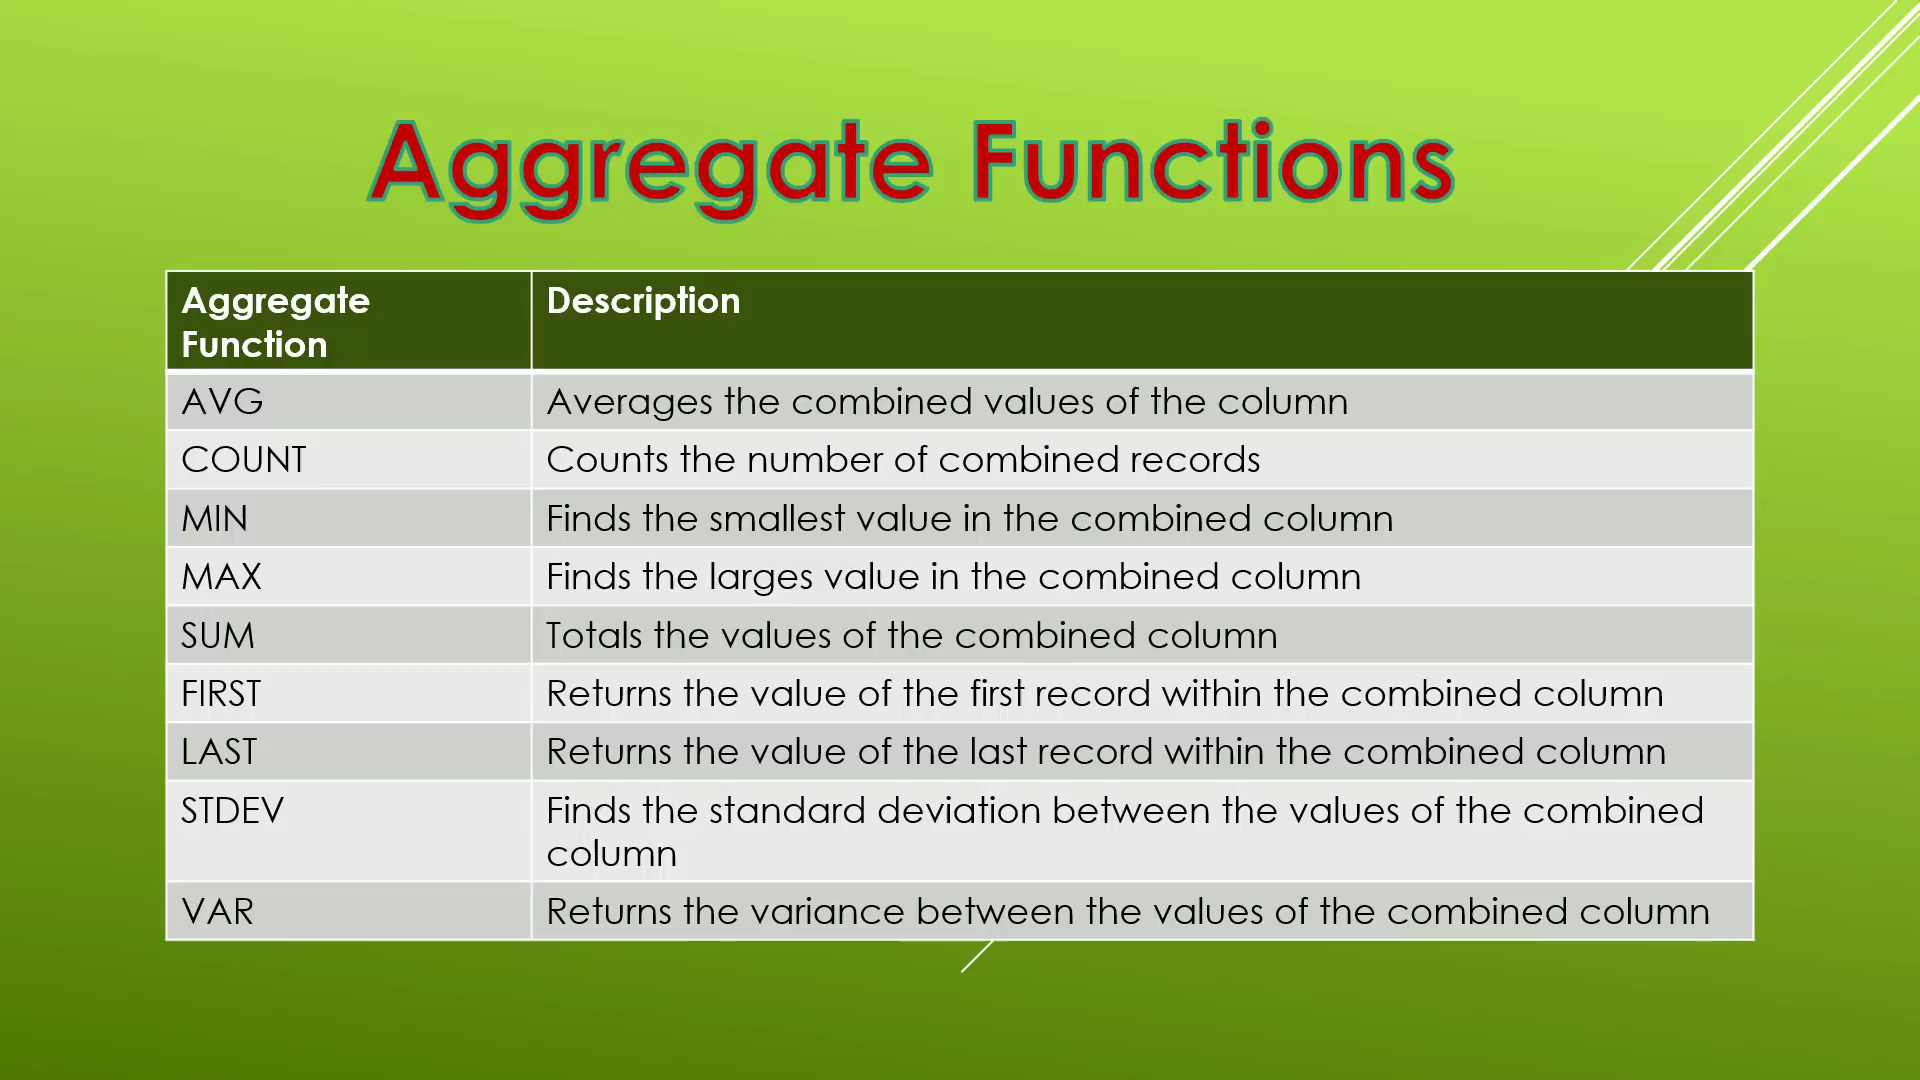 Aggregate Functions
Aggregate Function Description
AVG Averages the combined values of the column
COUNT Counts the number of combined records
MIN Finds the smallest value in the combined column
MAX Finds the larges value in the combined column
SUM Totals the values of the combined column
FIRST Returns the value of the first record within the combined column
LAST Returns the value of the last record within the combined column
STDEV Finds the standard deviation between the values of the combined
column
VAR Returns the variance between the values of the combined column